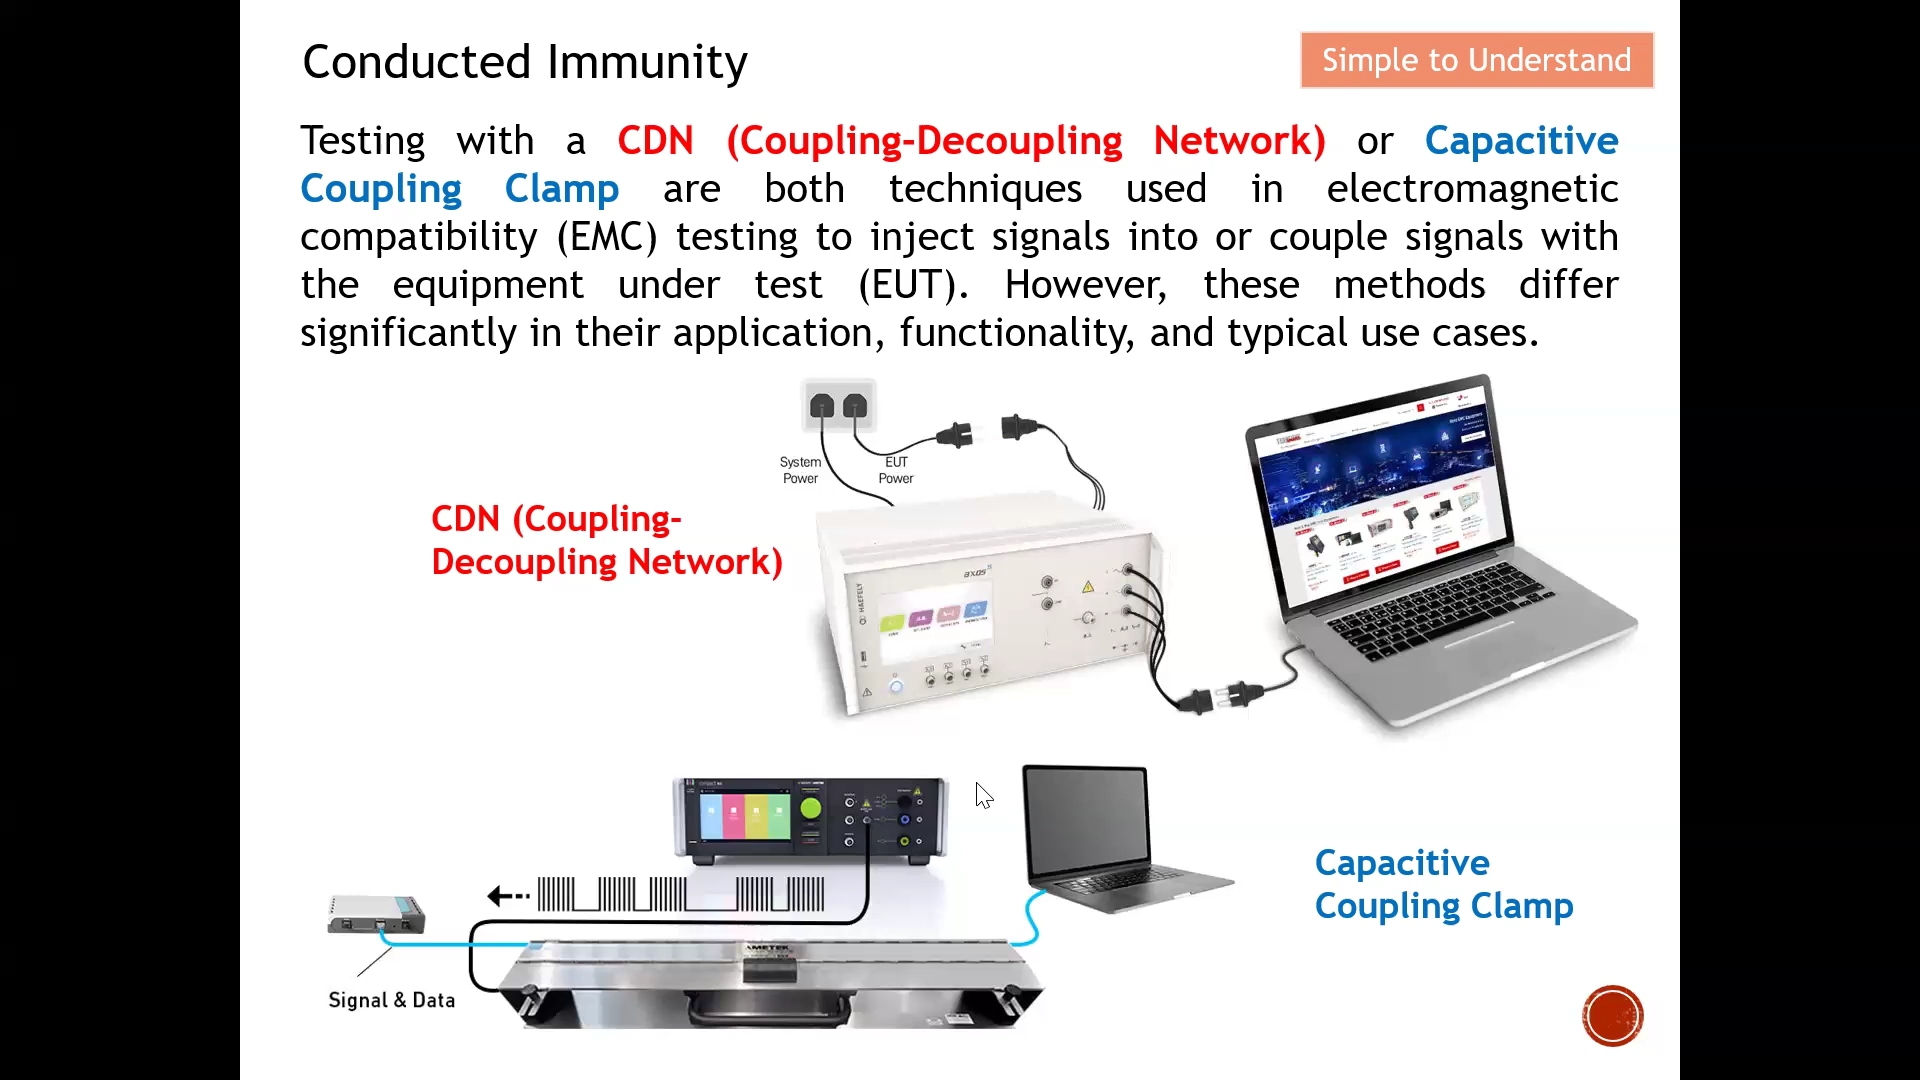 Conducted Immunity
Simple to Understand
Testing with a CDN (Coupling-Decoupling Network) or Capacitive
Coupling Clamp are both techniques used in electromagnetic
compatibility (EMC) testing to inject signals into or couple signals with
the equipment under test (EUT). However, these methods differ
significantly in their application, functionality, and typical use cases.
System
Power
EUT
Power
CDN (Coupling-
Decoupling Network)
HAEFELY
axos
Capacitive
Coupling Clamp
AMETEK
Signal & Data